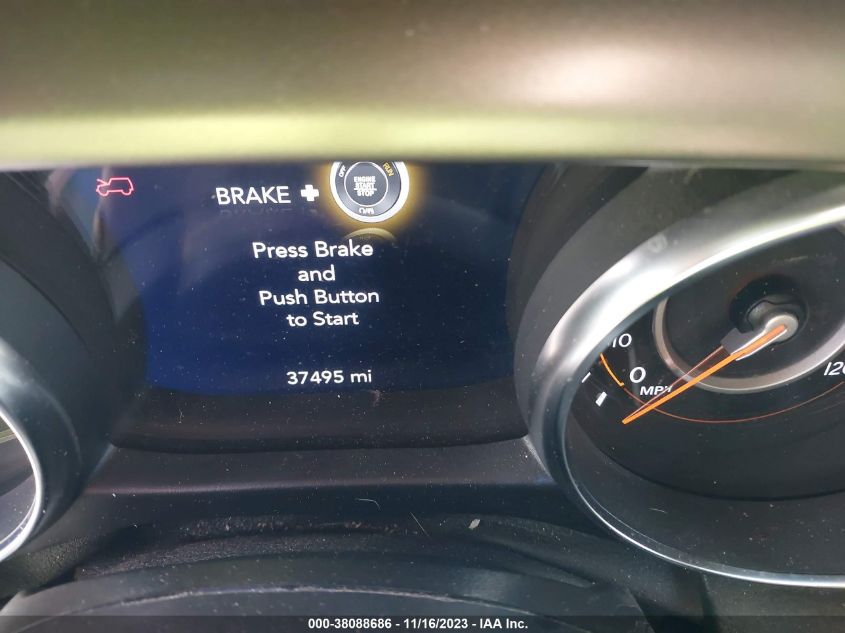 BRAKE +
OFF RUN
ENGINE
START
STOP
Press Brake
and
Push Button
to Start
37495 mi
10
0
MPH
120
000-38088686 - 11/16/2023 - IAA Inc.